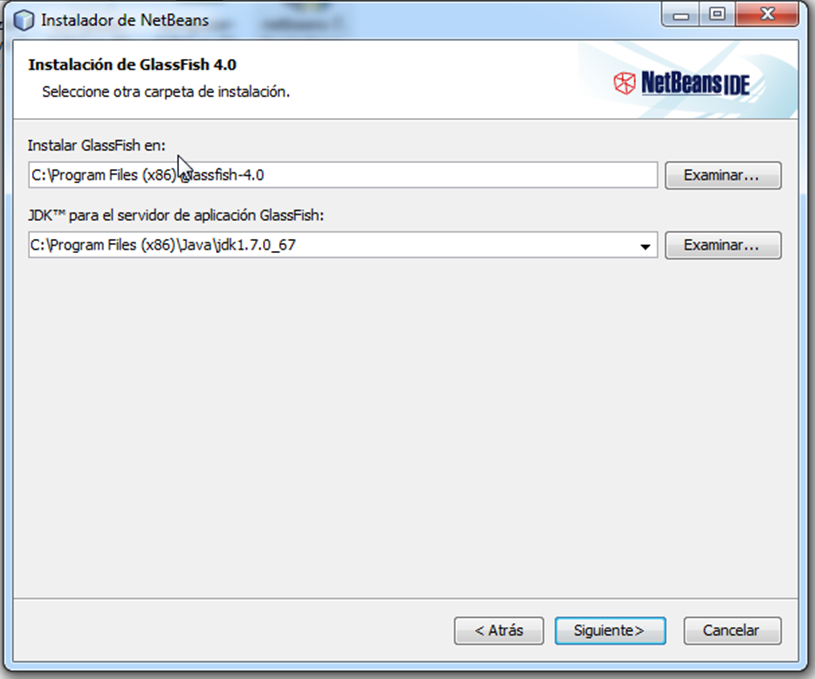 Instalador de NetBeans
Instalación de GlassFish 4.0
Seleccione otra carpeta de instalación.
NetBeans IDE
Instalar GlassFish en:
C:\Program Files (x86)\glassfish-4.0
Examinar...
JDK™ para el servidor de aplicación GlassFish:
C:\Program Files (x86)\Java\jdk1.7.0_67
Examinar...
< Atrás
Siguiente>
Cancelar